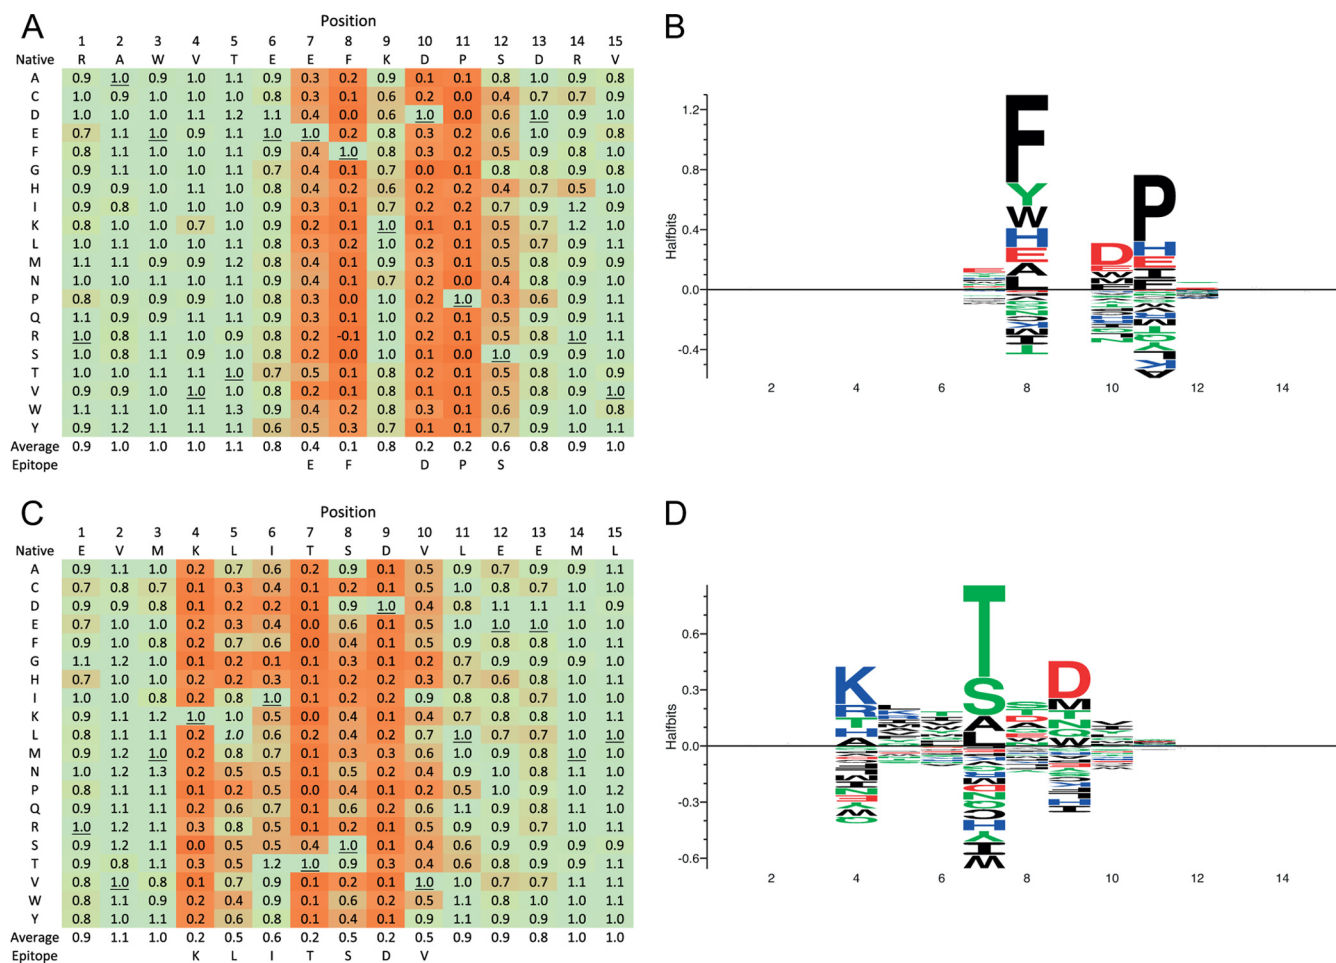 A
Position
1 2 3 4 5 6 7 8 9 10 11 12 13 14 15
Native R A W V T E E F K D P S D R V
A 0.9 1.0 0.9 1.0 1.1 0.9 0.3 0.2 0.9 0.1 0.1 0.8 1.0 0.9 0.8
C 1.0 0.9 1.0 1.0 1.0 0.8 0.3 0.1 0.6 0.2 0.0 0.4 0.7 0.7 0.9
D 1.0 1.0 1.0 1.1 1.2 1.1 0.4 0.0 0.6 1.0 0.0 0.6 1.0 0.9 1.0
E 0.7 1.1 1.0 0.9 1.1 1.0 1.0 0.2 0.8 0.3 0.2 0.6 1.0 0.9 0.8
F 0.8 1.1 1.0 1.0 1.1 0.9 0.4 1.0 0.8 0.3 0.2 0.5 0.9 0.8 1.0
G 0.9 1.1 1.0 1.0 1.1 0.7 0.4 0.1 0.7 0.0 0.1 0.8 0.8 0.8 0.9
H 0.9 0.9 1.0 1.1 1.0 0.8 0.4 0.2 0.6 0.2 0.2 0.4 0.7 0.5 1.0
I 0.9 0.8 1.0 1.0 1.0 0.9 0.3 0.1 0.7 0.2 0.2 0.7 0.9 1.2 0.9
K 0.8 1.0 1.0 0.7 1.0 0.9 0.2 0.1 1.0 0.2 0.1 0.5 0.7 1.2 1.0
L 1.0 1.1 1.0 1.0 1.1 0.8 0.3 0.2 1.0 0.2 0.1 0.5 0.7 0.9 1.1
M 1.1 1.1 0.9 0.9 1.2 0.8 0.4 0.1 0.9 0.3 0.1 0.5 0.8 0.9 1.1
N 1.0 1.0 1.1 1.0 1.1 0.8 0.4 0.1 0.7 0.2 0.0 0.4 0.8 0.9 1.0
P 0.8 0.9 0.9 0.9 1.0 0.8 0.3 0.0 1.0 0.2 1.0 0.3 0.6 0.9 1.1
Q 1.1 0.9 0.9 1.1 1.1 0.9 0.3 0.1 1.0 0.2 0.1 0.5 0.9 0.9 1.1
R 1.0 0.8 1.1 1.0 0.9 0.8 0.2 -0.1 1.0 0.2 0.1 0.5 0.8 1.0 1.1
S 1.0 0.8 1.1 0.9 1.0 0.8 0.2 0.0 1.0 0.1 0.0 1.0 0.9 0.9 1.0
T 1.0 1.0 1.1 1.1 1.0 0.7 0.5 0.1 0.8 0.2 0.1 0.5 0.8 1.0 0.9
V 0.9 0.9 1.0 1.0 1.0 0.8 0.2 0.1 0.9 0.1 0.1 0.5 0.8 0.9 1.0
W 1.1 1.1 1.0 1.1 1.3 0.9 0.4 0.2 0.8 0.3 0.1 0.6 0.9 1.0 0.8
Y 0.9 1.2 1.1 1.1 1.1 0.6 0.5 0.3 0.7 0.1 0.1 0.7 0.9 1.0 1.1
Average 0.9 1.0 1.0 1.0 1.1 0.8 0.4 0.1 0.8 0.2 0.2 0.6 0.8 0.9 1.0
Epitope E F D P S
B
Halfbits
1.2
0.8
0.4
0.0
-0.4
F
Y
W
H
E
A
L
D
P
H
E
2 4 6 8 10 12 14
C
Position
1 2 3 4 5 6 7 8 9 10 11 12 13 14 15
Native E V M K L I T S D V L E E M L
A 0.9 1.1 1.0 0.2 0.7 0.6 0.2 0.9 0.1 0.5 0.9 0.7 0.9 0.9 1.1
C 0.7 0.8 0.7 0.1 0.3 0.4 0.1 0.2 0.1 0.5 1.0 0.8 0.7 1.0 1.0
D 0.9 0.9 0.8 0.1 0.2 0.2 0.1 0.9 1.0 0.4 0.8 1.1 1.1 1.1 0.9
E 0.7 1.0 1.0 0.2 0.3 0.4 0.0 0.6 0.1 0.5 1.0 1.0 1.0 1.0 1.0
F 0.9 1.0 0.8 0.2 0.7 0.6 0.0 0.4 0.1 0.5 0.9 0.8 0.8 1.0 1.1
G 1.1 1.2 1.0 0.1 0.2 0.1 0.1 0.3 0.1 0.2 0.7 0.9 0.9 0.9 1.0
H 0.7 1.0 1.0 0.2 0.2 0.3 0.1 0.2 0.2 0.3 0.7 0.8 0.6 1.0 1.0
I 1.0 1.0 0.8 0.2 0.8 1.0 0.1 0.2 0.2 0.9 0.8 0.8 0.7 1.0 1.0
K 0.9 1.1 1.2 1.0 1.0 0.5 0.0 0.4 0.1 0.4 0.7 0.8 0.8 1.0 1.1
L 0.8 1.1 1.1 0.2 1.0 0.6 0.2 0.4 0.2 0.7 1.0 0.7 0.7 1.0 1.0
M 0.9 1.2 1.0 0.2 0.8 0.7 0.1 0.3 0.3 0.6 1.0 0.9 0.8 1.0 1.0
N 1.0 1.2 1.3 0.2 0.5 0.5 0.1 0.5 0.2 0.4 0.9 1.0 0.8 1.1 1.0
P 0.8 1.1 1.1 0.1 0.2 0.5 0.0 0.4 0.1 0.2 0.5 1.0 0.9 1.0 1.2
Q 0.9 1.1 1.1 0.2 0.6 0.7 0.1 0.6 0.2 0.6 1.1 0.9 0.8 1.1 1.0
R 1.0 1.2 1.1 0.3 0.8 0.5 0.1 0.2 0.1 0.5 0.9 0.9 0.7 1.0 1.1
S 0.9 1.2 1.1 0.0 0.5 0.5 0.4 1.0 0.1 0.4 0.6 0.9 0.9 0.9 0.9
T 0.9 0.8 1.1 0.3 0.5 1.2 1.0 0.9 0.3 0.4 0.6 0.8 0.9 0.9 1.1
V 0.8 1.0 0.8 0.1 0.7 0.9 0.1 0.2 0.1 1.0 1.0 0.7 0.7 1.1 1.1
W 0.8 1.1 0.9 0.2 0.4 0.9 0.1 0.6 0.2 0.5 1.1 0.8 1.0 1.0 1.1
Y 0.8 1.0 1.1 0.2 0.6 0.8 0.1 0.4 0.1 0.9 1.1 0.9 0.9 1.0 1.0
Average 0.9 1.1 1.0 0.2 0.5 0.6 0.2 0.5 0.2 0.5 0.9 0.9 0.8 1.0 1.0
Epitope K L I T S D V
D
Halfbits
0.6
0.3
0.0
-0.3
-0.6
K
R
T
H
A
T
S
A
L
D
M
T
N
W
2 4 6 8 10 12 14